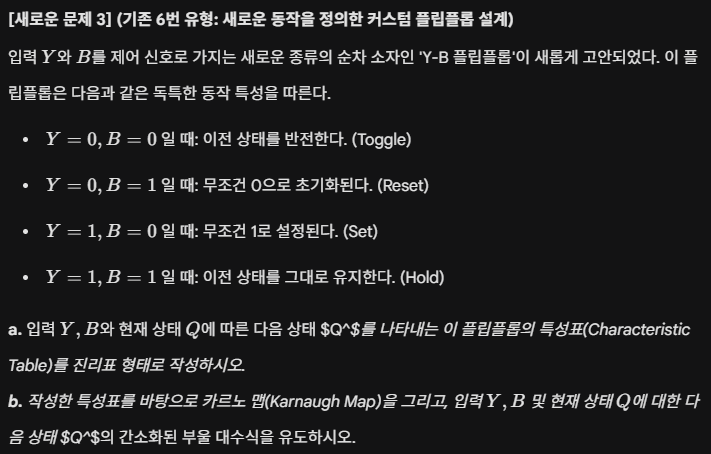 [새로운 문제 3] (기존 6번 유형: 새로운 동작을 정의한 커스텀 플립플롭 설계)
입력 Y와 B를 제어 신호로 가지는 새로운 종류의 순차 소자인 'Y-B 플립플롭'이 새롭게 고안되었다. 이 플
립플롭은 다음과 같은 독특한 동작 특성을 따른다.
• Y = 0, B = 0 일 때: 이전 상태를 반전한다. (Toggle)
• Y = 0, B = 1 일 때: 무조건 0으로 초기화된다. (Reset)
• Y = 1, B = 0 일 때: 무조건 1로 설정된다. (Set)
• Y = 1, B = 1 일 때: 이전 상태를 그대로 유지한다. (Hold)
a. 입력 Y, B와 현재 상태 Q에 따른 다음 상태 $Q^$를 나타내는 이 플립플롭의 특성표(Characteristic
Table)를 진리표 형태로 작성하시오.
b. 작성한 특성표를 바탕으로 카르노 맵(Karnaugh Map)을 그리고, 입력 Y, B 및 현재 상태 Q에 대한 다
음 상태 $Q^$의 간소화된 부울 대수식을 유도하시오.